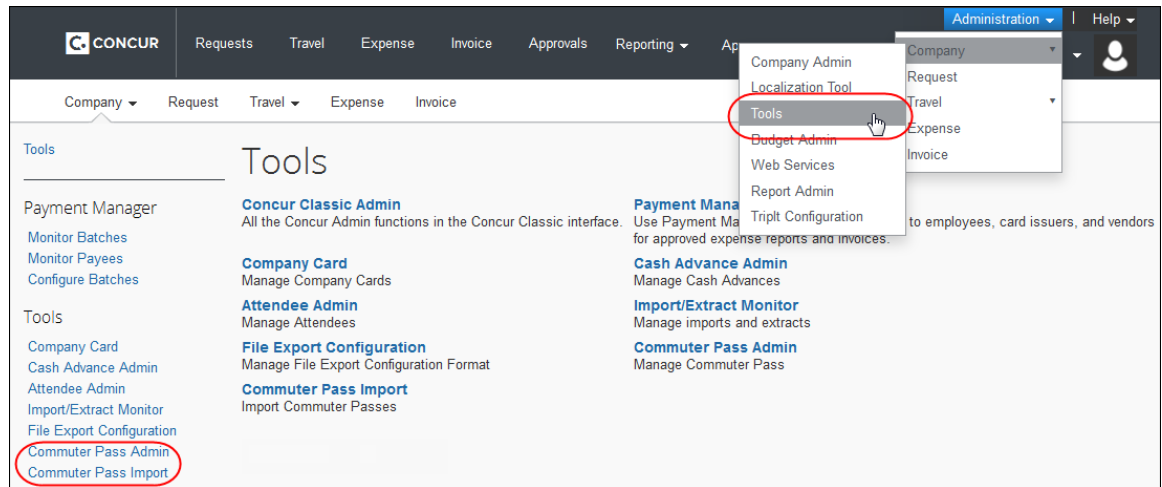 Administration Help
C. CONCUR Requests Travel Expense Invoice Approvals Reporting Ap
Company
Request
Travel
Expense
Invoice
Company Admin
Localization Tool
Tools
Budget Admin
Web Services
Report Admin
TripIt Configuration
Company Request Travel Expense Invoice
Tools
Payment Manager
Monitor Batches
Monitor Payees
Configure Batches
Tools
Company Card
Cash Advance Admin
Attendee Admin
Import/Extract Monitor
File Export Configuration
Commuter Pass Admin
Commuter Pass Import
Tools
Concur Classic Admin
All the Concur Admin functions in the Concur Classic interface.
Payment Mana
Use Payment Ma to employees, card issuers, and vendors
for approved expense reports and invoices.
Company Card
Manage Company Cards
Cash Advance Admin
Manage Cash Advances
Attendee Admin
Manage Attendees
Import/Extract Monitor
Manage imports and extracts
File Export Configuration
Manage File Export Configuration Format
Commuter Pass Admin
Manage Commuter Pass
Commuter Pass Import
Import Commuter Passes